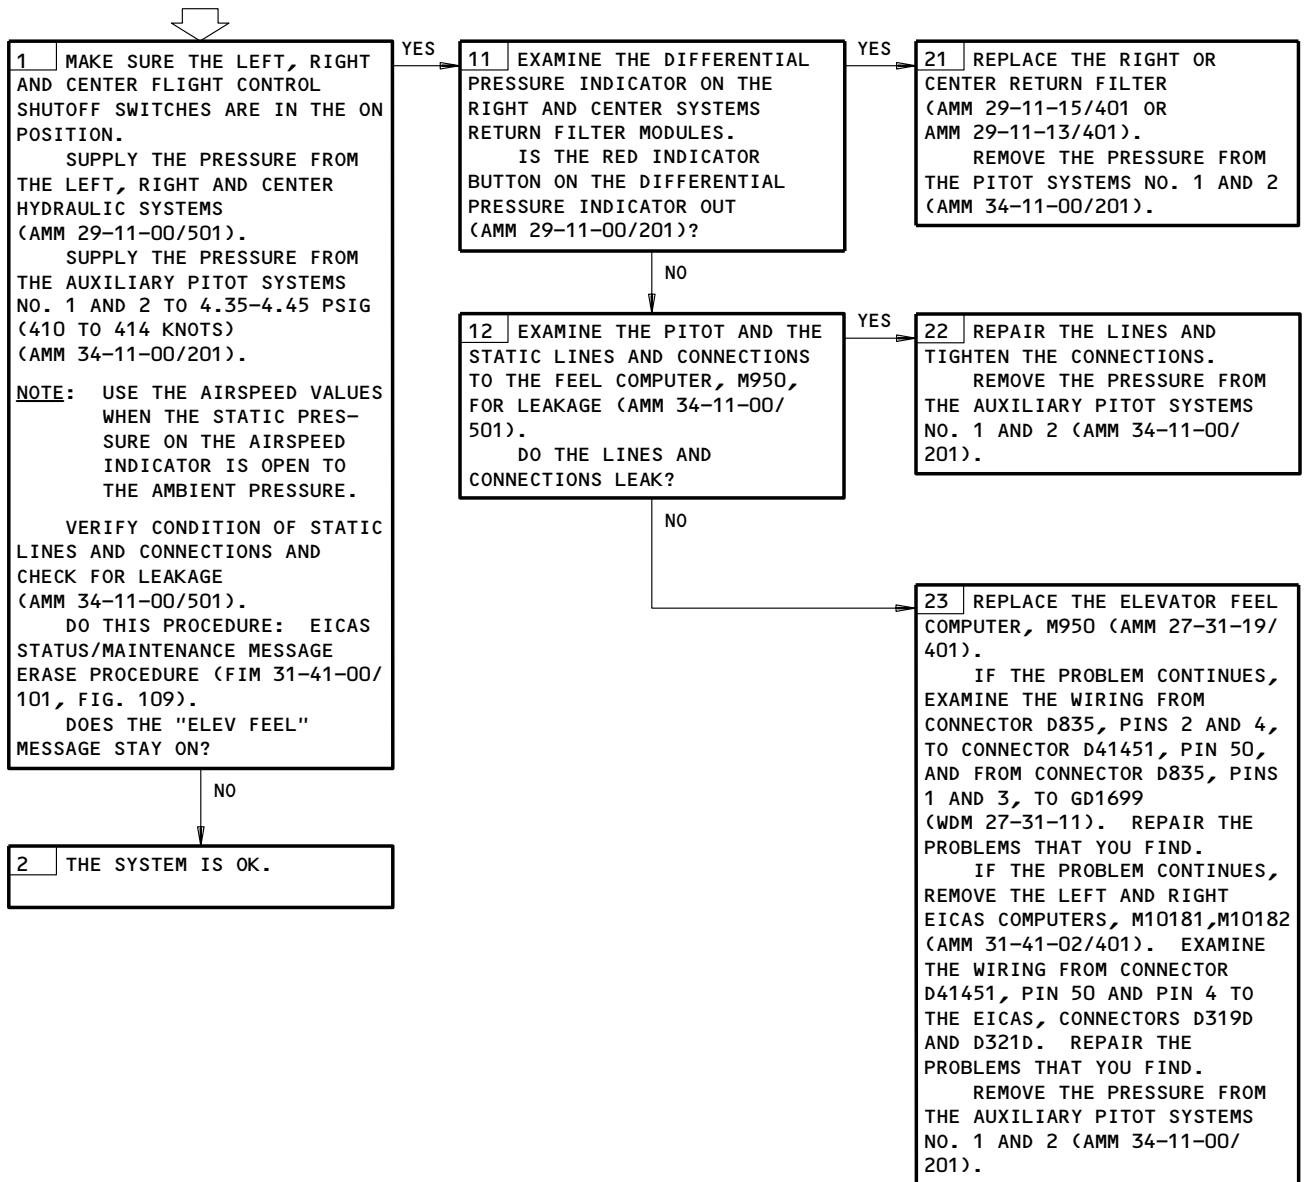 1 MAKE SURE THE LEFT, RIGHT
AND CENTER FLIGHT CONTROL
SHUTOFF SWITCHES ARE IN THE ON
POSITION.
SUPPLY THE PRESSURE FROM
THE LEFT, RIGHT AND CENTER
HYDRAULIC SYSTEMS
(AMM 29-11-00/501).
SUPPLY THE PRESSURE FROM
THE AUXILIARY PITOT SYSTEMS
NO. 1 AND 2 TO 4.35-4.45 PSIG
(410 TO 414 KNOTS)
(AMM 34-11-00/201).
NOTE: USE THE AIRSPEED VALUES
WHEN THE STATIC PRES-
SURE ON THE AIRSPEED
INDICATOR IS OPEN TO
THE AMBIENT PRESSURE.
VERIFY CONDITION OF STATIC
LINES AND CONNECTIONS AND
CHECK FOR LEAKAGE
(AMM 34-11-00/501).
DO THIS PROCEDURE: EICAS
STATUS/MAINTENANCE MESSAGE
ERASE PROCEDURE (FIM 31-41-00/
101, FIG. 109).
DOES THE "ELEV FEEL"
MESSAGE STAY ON?
NO
2 THE SYSTEM IS OK.
YES
11 EXAMINE THE DIFFERENTIAL
PRESSURE INDICATOR ON THE
RIGHT AND CENTER SYSTEMS
RETURN FILTER MODULES.
IS THE RED INDICATOR
BUTTON ON THE DIFFERENTIAL
PRESSURE INDICATOR OUT
(AMM 29-11-00/201)?
YES
21 REPLACE THE RIGHT OR
CENTER RETURN FILTER
(AMM 29-11-15/401 OR
AMM 29-11-13/401).
REMOVE THE PRESSURE FROM
THE PITOT SYSTEMS NO. 1 AND 2
(AMM 34-11-00/201).
NO
12 EXAMINE THE PITOT AND THE
STATIC LINES AND CONNECTIONS
TO THE FEEL COMPUTER, M950,
FOR LEAKAGE (AMM 34-11-00/
501).
DO THE LINES AND
CONNECTIONS LEAK?
YES
22 REPAIR THE LINES AND
TIGHTEN THE CONNECTIONS.
REMOVE THE PRESSURE FROM
THE AUXILIARY PITOT SYSTEMS
NO. 1 AND 2 (AMM 34-11-00/
201).
NO
23 REPLACE THE ELEVATOR FEEL
COMPUTER, M950 (AMM 27-31-19/
401).
IF THE PROBLEM CONTINUES,
EXAMINE THE WIRING FROM
CONNECTOR D835, PINS 2 AND 4,
TO CONNECTOR D41451, PIN 50,
AND FROM CONNECTOR D835, PINS
1 AND 3, TO GD1699
(WDM 27-31-11). REPAIR THE
PROBLEMS THAT YOU FIND.
IF THE PROBLEM CONTINUES,
REMOVE THE LEFT AND RIGHT
EICAS COMPUTERS, M10181,M10182
(AMM 31-41-02/401). EXAMINE
THE WIRING FROM CONNECTOR
D41451, PIN 50 AND PIN 4 TO
THE EICAS, CONNECTORS D319D
AND D321D. REPAIR THE
PROBLEMS THAT YOU FIND.
REMOVE THE PRESSURE FROM
THE AUXILIARY PITOT SYSTEMS
NO. 1 AND 2 (AMM 34-11-00/
201).